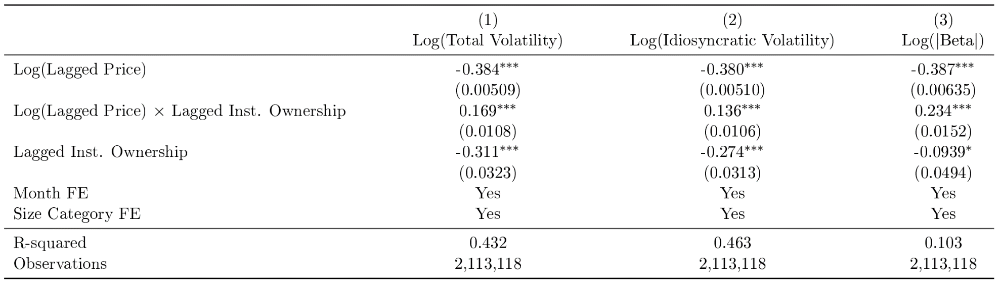 (1) (2) (3)
Log(Total Volatility) Log(Idiosyncratic Volatility) Log(|Beta|)
Log(Lagged Price) -0.384*** -0.380*** -0.387***
(0.00509) (0.00510) (0.00635)
Log(Lagged Price) × Lagged Inst. Ownership 0.169*** 0.136*** 0.234***
(0.0108) (0.0106) (0.0152)
Lagged Inst. Ownership -0.311*** -0.274*** -0.0939*
(0.0323) (0.0313) (0.0494)
Month FE Yes Yes Yes
Size Category FE Yes Yes Yes
R-squared 0.432 0.463 0.103
Observations 2,113,118 2,113,118 2,113,118